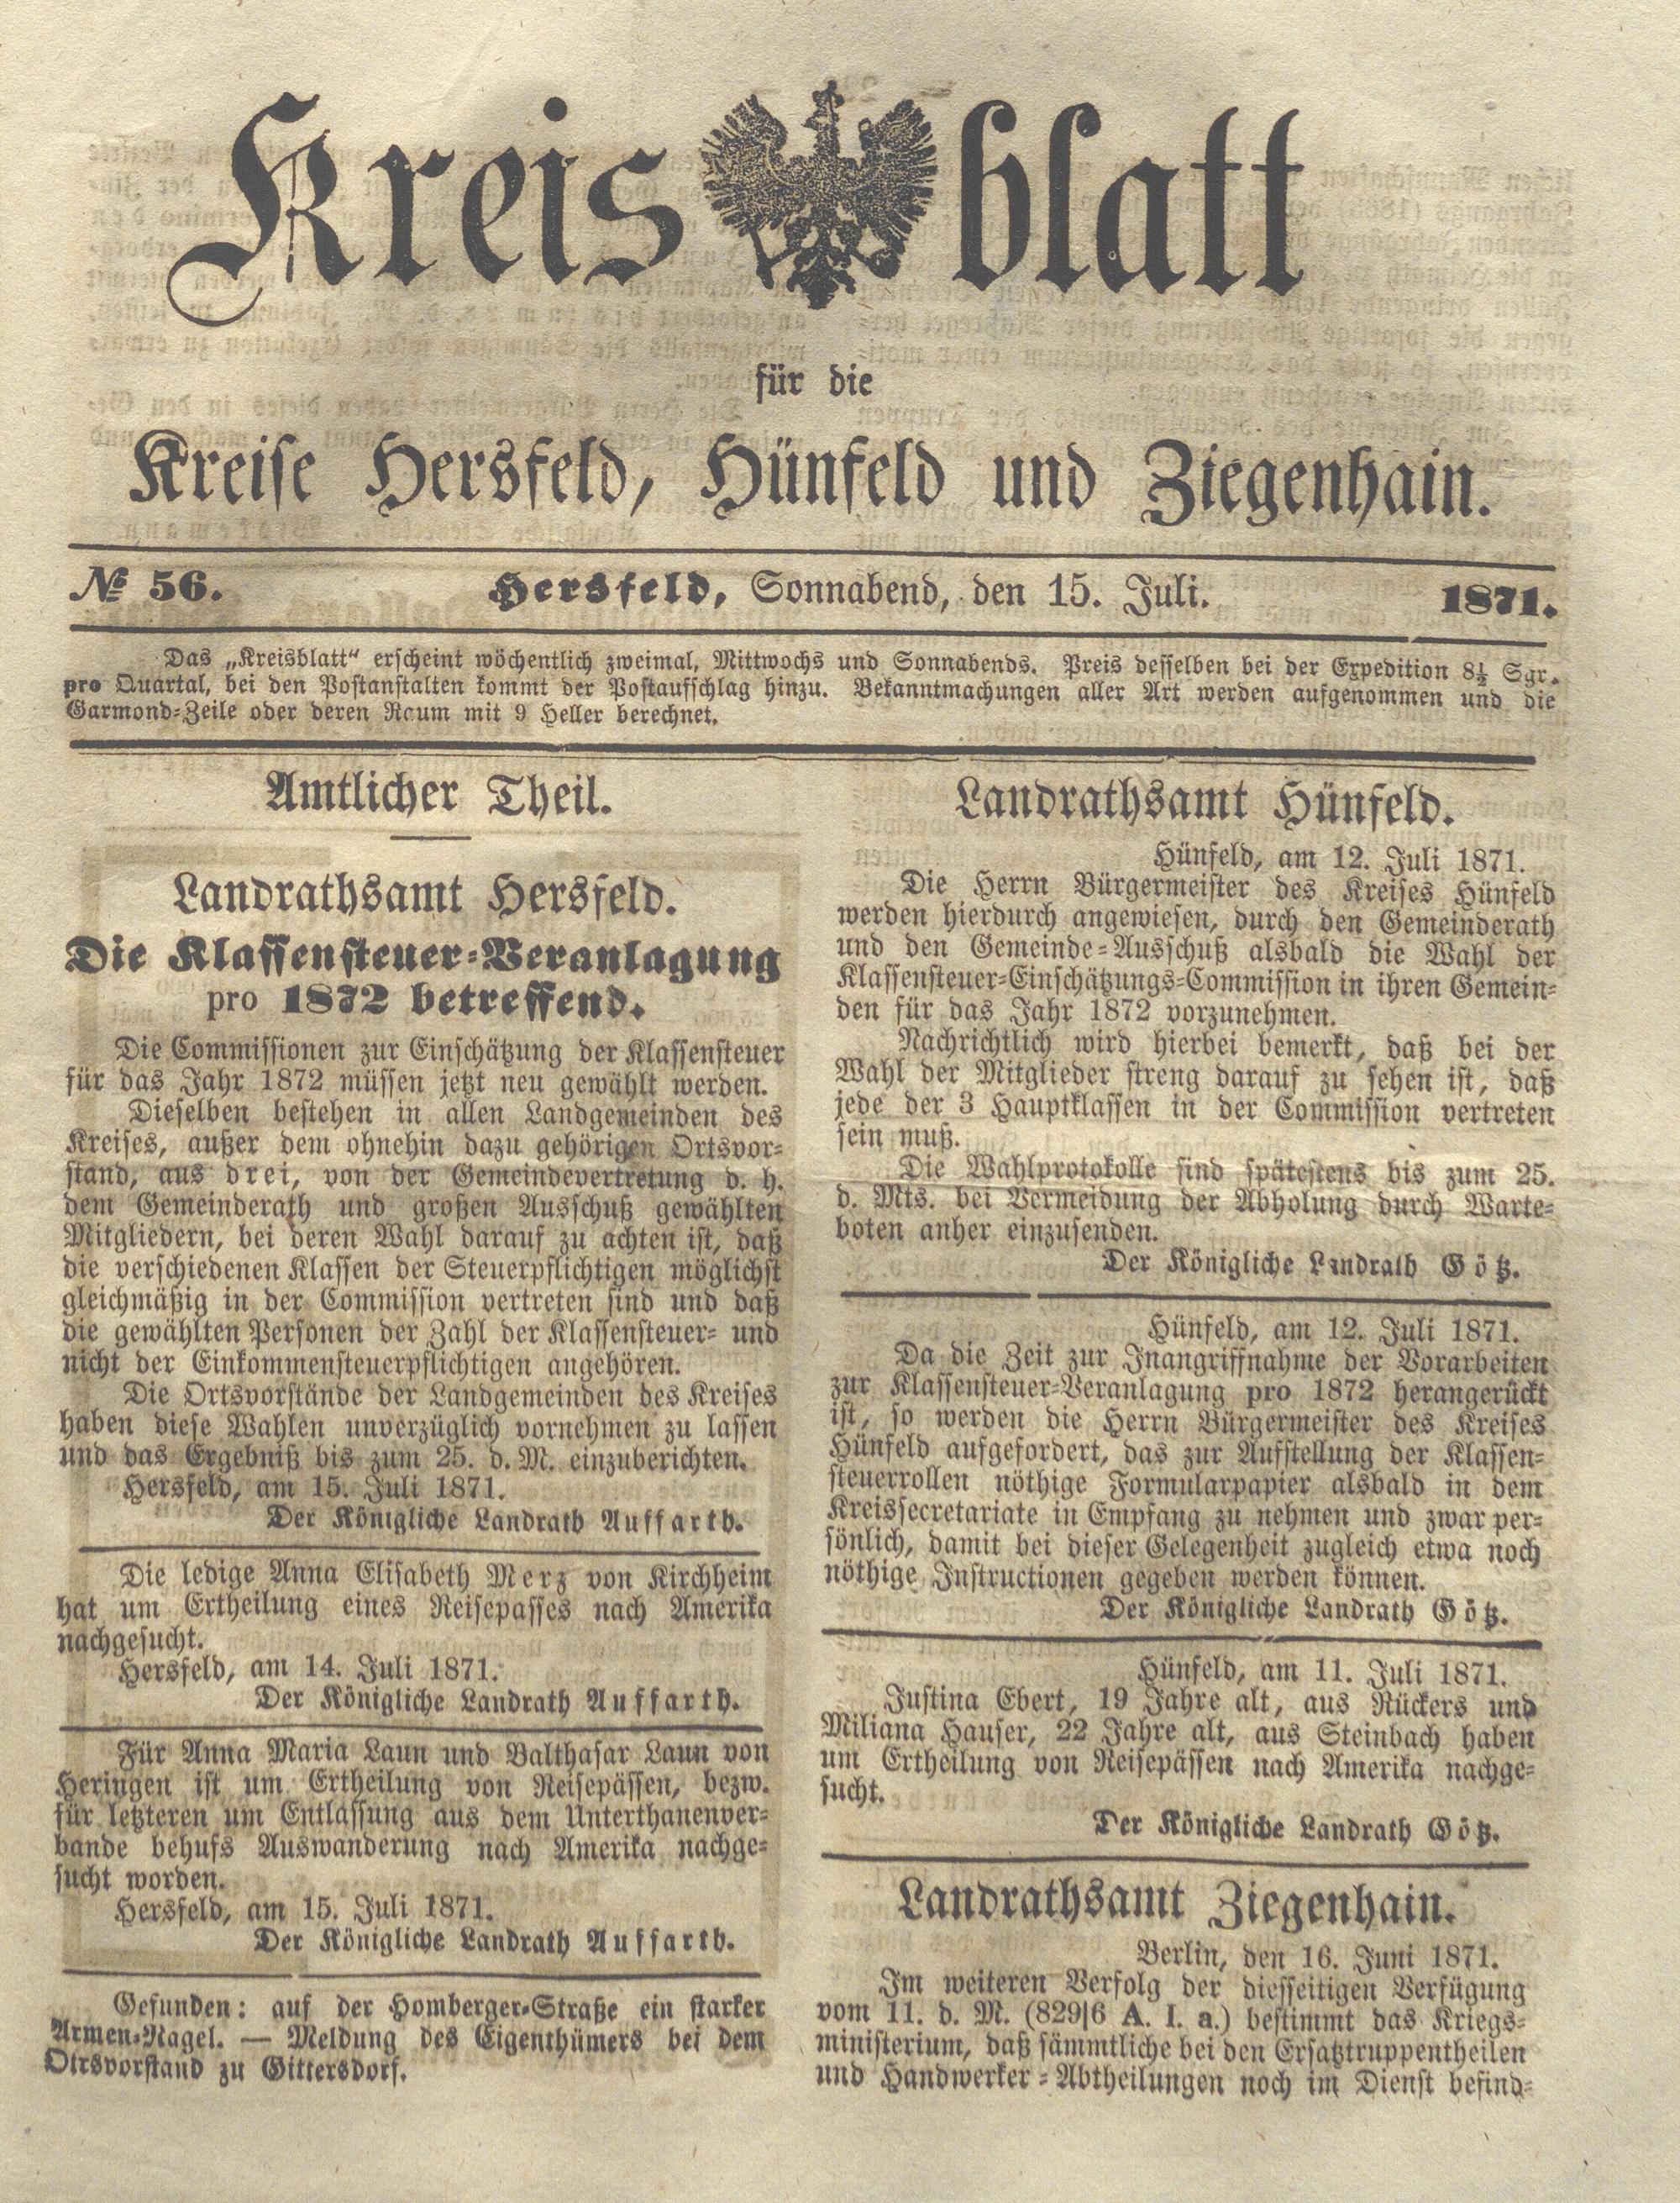 Kreisblatt
für die
Kreise Hersfeld, Hünfeld und Ziegenhain.
№ 56. Hersfeld, Sonnabend, den 15. Juli. 1871.
Das „Kreisblatt“ erscheint wöchentlich zweimal, Mittwochs und Sonnabends. Preis desselben bei der Expedition 8½ Sgr.
pro Quartal, bei den Postanstalten kommt der Postaufschlag hinzu. Bekanntmachungen aller Art werden aufgenommen und die
Garmond-Zeile oder deren Raum mit 9 Heller berechnet.
Amtlicher Theil.
Landrathsamt Hersfeld.
Die Klassensteuer-Veranlagung
pro 1872 betreffend.
Die Commissionen zur Einschätzung der Klassensteuer
für das Jahr 1872 müssen jetzt neu gewählt werden.
Dieselben bestehen in allen Landgemeinden des
Kreises, außer dem ohnehin dazu gehörigen Ortsvor-
stand, aus drei, von der Gemeindevertretung d. h.
dem Gemeinderath und großen Ausschuß gewählten
Mitgliedern, bei deren Wahl darauf zu achten ist, daß
die verschiedenen Klassen der Steuerpflichtigen möglichst
gleichmäßig in der Commission vertreten sind und daß
die gewählten Personen der Zahl der Klassensteuer- und
nicht der Einkommensteuerpflichtigen angehören.
Die Ortsvorstände der Landgemeinden des Kreises
haben diese Wahlen unverzüglich vornehmen zu lassen
und das Ergebniß bis zum 25. d. M. einzuberichten.
Hersfeld, am 15. Juli 1871.
Der Königliche Landrath Auffarth.
Die ledige Anna Elisabeth Merz von Kirchheim
hat um Ertheilung eines Reisepasses nach Amerika
nachgesucht.
Hersfeld, am 14. Juli 1871.
Der Königliche Landrath Auffarth.
Für Anna Maria Laun und Balthasar Laun von
Heringen ist um Ertheilung von Reisepässen, bezw.
für letzteren um Entlassung aus dem Unterthanenver-
bande behufs Auswanderung nach Amerika nachge-
sucht worden.
Hersfeld, am 15. Juli 1871.
Der Königliche Landrath Auffarth.
Gefunden: auf der Homberger-Straße ein starker
Armen-Nagel. — Meldung des Eigenthümers bei dem
Otrsvorstand zu Gittersdorf.
Landrathsamt Hünfeld.
Hünfeld, am 12. Juli 1871.
Die Herrn Bürgermeister des Kreises Hünfeld
werden hierdurch angewiesen, durch den Gemeinderath
und den Gemeinde-Ausschuß alsbald die Wahl der
Klassensteuer-Einschätzungs-Commission in ihren Gemein-
den für das Jahr 1872 vorzunehmen.
Nachrichtlich wird hierbei bemerkt, daß bei der
Wahl der Mitglieder streng darauf zu sehen ist, daß
jede der 3 Hauptklassen in der Commission vertreten
sein muß.
Die Wahlprotokolle sind spätestens bis zum 25.
d. Mts. bei Vermeidung der Abholung durch Warte-
boten anher einzusenden.
Der Königliche Landrath Götz.
Hünfeld, am 12. Juli 1871.
Da die Zeit zur Inangriffnahme der Vorarbeiten
zur Klassensteuer-Veranlagung pro 1872 herangerückt
ist, so werden die Herrn Bürgermeister des Kreises
Hünfeld aufgefordert, das zur Aufstellung der Klassen-
steuerrollen nöthige Formularpapier alsbald in dem
Kreissecretariate in Empfang zu nehmen und zwar per-
sönlich, damit bei dieser Gelegenheit zugleich etwa noch
nöthige Instructionen gegeben werden können.
Der Königliche Landrath Götz.
Hünfeld, am 11. Juli 1871.
Justina Ebert, 19 Jahre alt, aus Rückers und
Miliana Hauser, 22 Jahre alt, aus Steinbach haben
um Ertheilung von Reisepässen nach Amerika nachge-
sucht.
Der Königliche Landrath Götz.
Landrathsamt Ziegenhain.
Berlin, den 16. Juni 1871.
Im weiteren Verfolg der diesseitigen Verfügung
vom 11. d. M. (829|6 A. I. a.) bestimmt das Kriegs-
ministerium, daß sämmtliche bei den Ersatztruppentheilen
und Handwerker-Abtheilungen noch im Dienst befind-